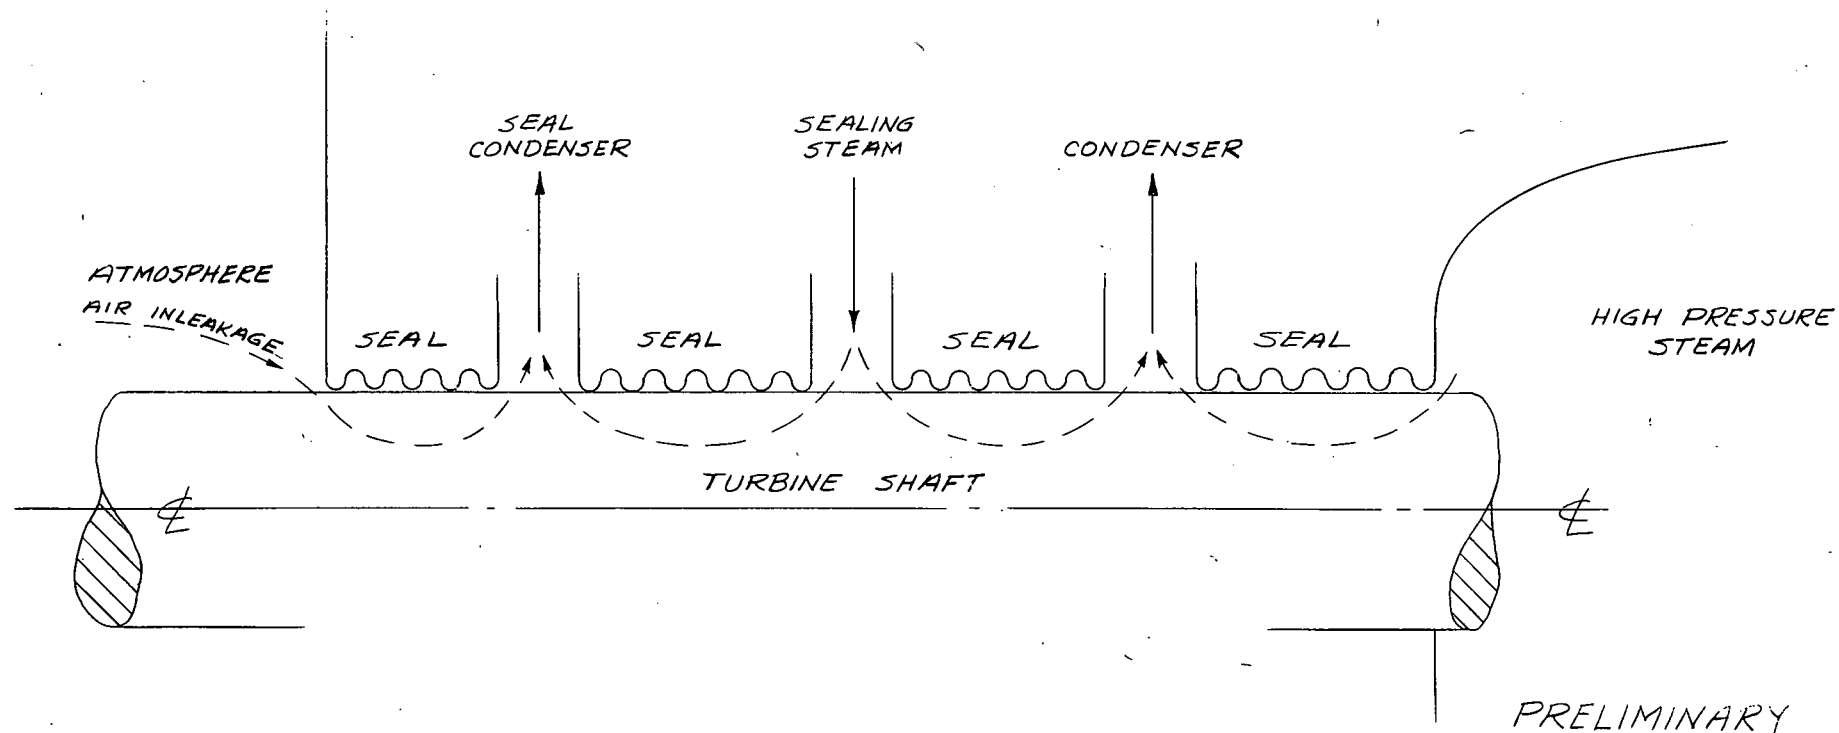 SEAL
CONDENSER
SEALING
STEAM
CONDENSER
ATMOSPHERE
AIR INLEAKAGE
SEAL
SEAL
SEAL
SEAL
HIGH PRESSURE
STEAM
TURBINE SHAFT
℄
℄
PRELIMINARY